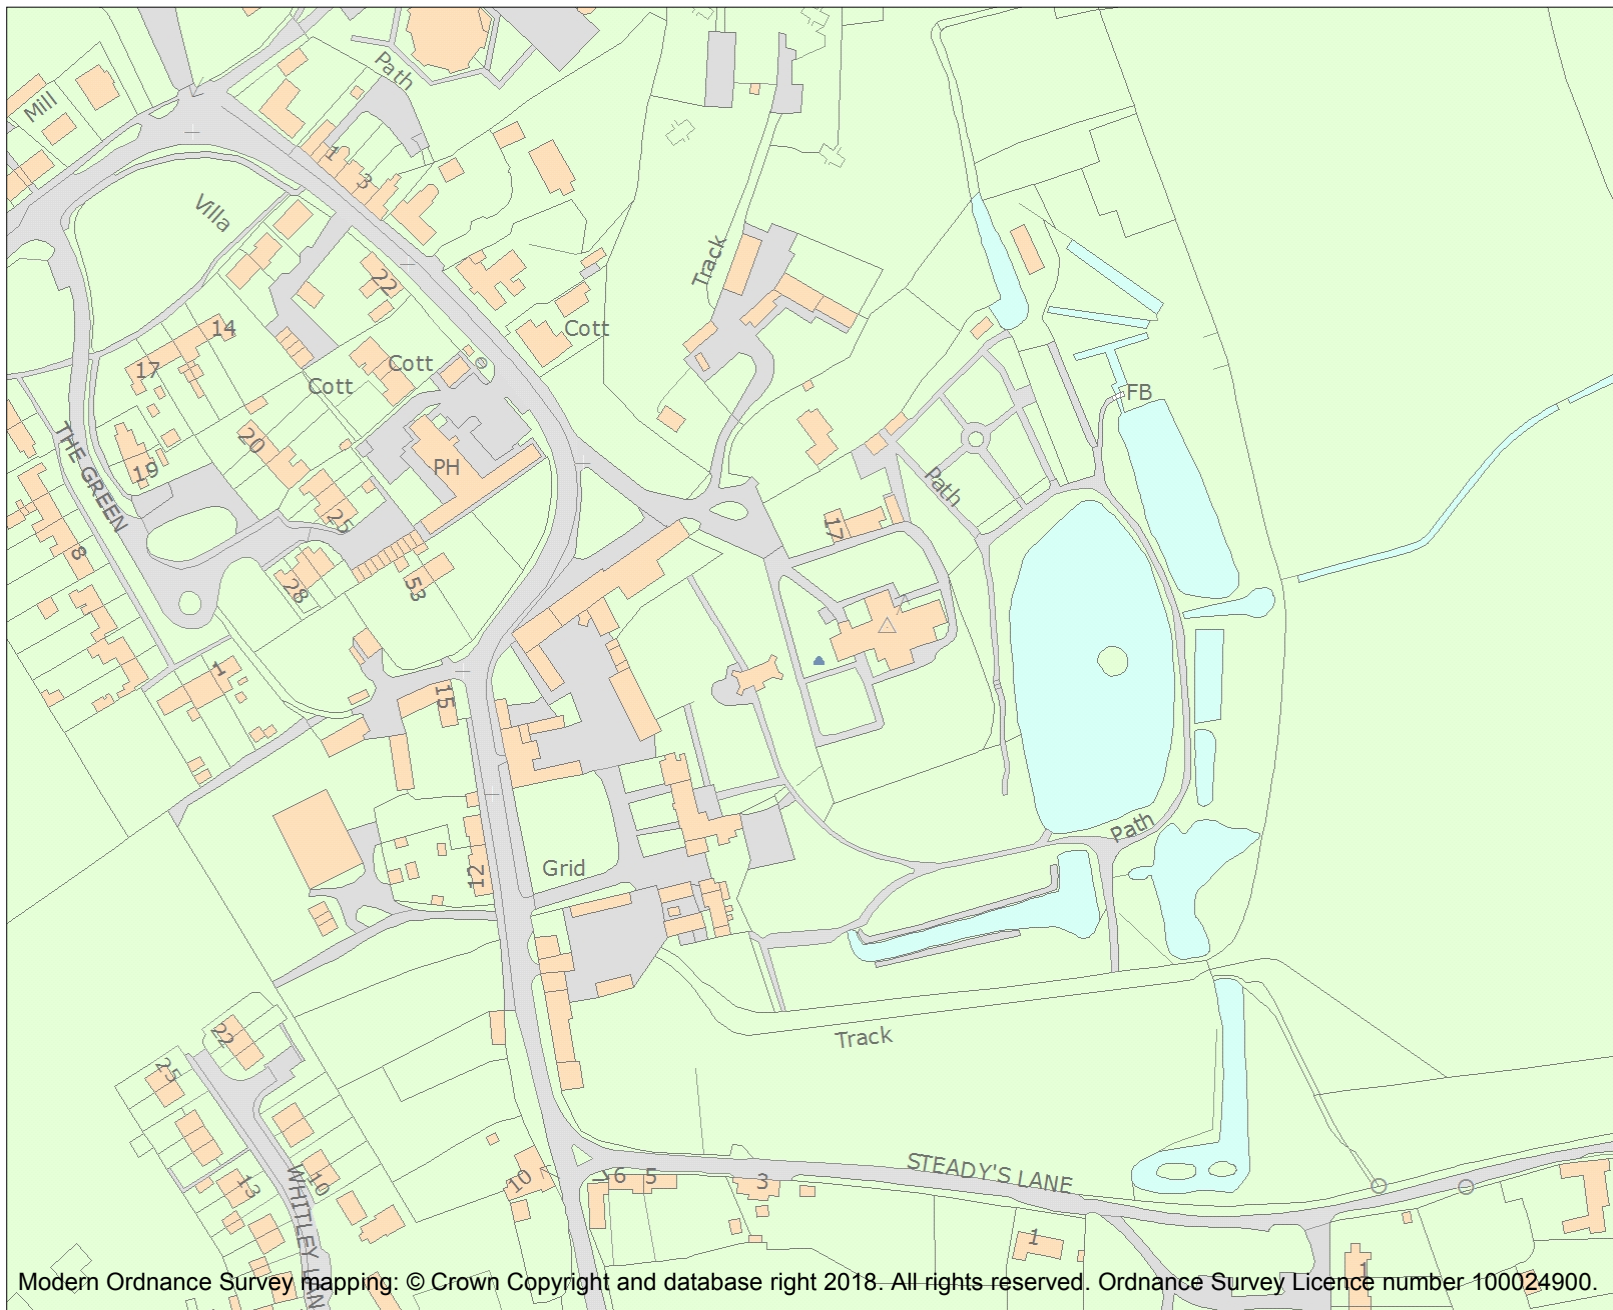 Path
Mill
1
3
Villa
Track
22
14
Cott
Cott
Cott
17
FB
THE GREEN
20
19
PH
Path
25
17
8
28
53
1
15
Path
12
Grid
Track
22
25
STEADY'S LANE
10
6
5
3
13
10
WHITLEY LAN
1
1
Modern Ordnance Survey mapping: © Crown Copyright and database right 2018. All rights reserved. Ordnance Survey Licence number 100024900.